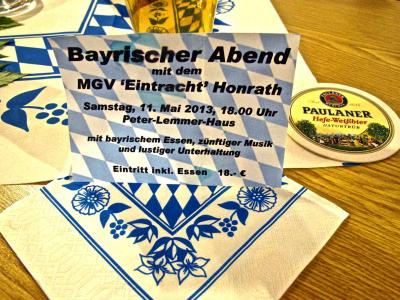 Bayrischer Abend
mit dem
MGV ‘Eintracht’ Honrath
Samstag, 11. Mai 2013, 18.00 Uhr
Peter-Lemmer-Haus
mit bayrischem Essen, zünftiger Musik
und lustiger Unterhaltung
Eintritt inkl. Essen 18.- €
PAULANER
Hefe-Weißbier
NATURTRÜB